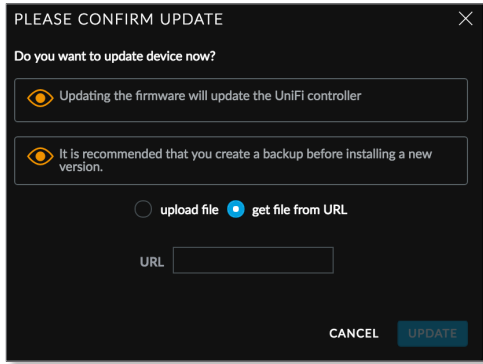 PLEASE CONFIRM UPDATE
Do you want to update device now?
Updating the firmware will update the UniFi controller
It is recommended that you create a backup before installing a new
version.
upload file get file from URL
URL
CANCEL UPDATE